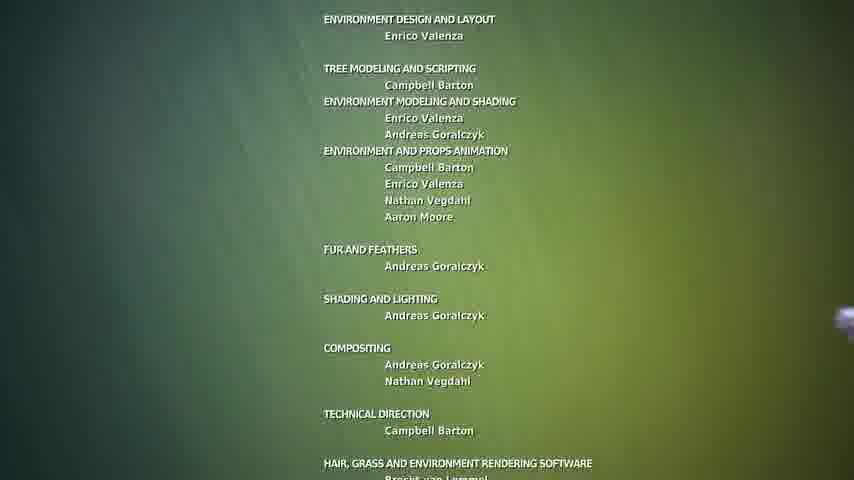 ENVIRONMENT DESIGN AND LAYOUT
Enrico Valenza
TREE MODELING AND SCRIPTING
Campbell Barton
ENVIRONMENT MODELING AND SHADING
Enrico Valenza
Andreas Goralczyk
ENVIRONMENT AND PROPS ANIMATION
Campbell Barton
Enrico Valenza
Nathan Vegdahl
Aaron Moore
FUR AND FEATHERS
Andreas Goralczyk
SHADING AND LIGHTING
Andreas Goralczyk
COMPOSITING
Andreas Goralczyk
Nathan Vegdahl
TECHNICAL DIRECTION
Campbell Barton
HAIR, GRASS AND ENVIRONMENT RENDERING SOFTWARE
Brecht van Lommel